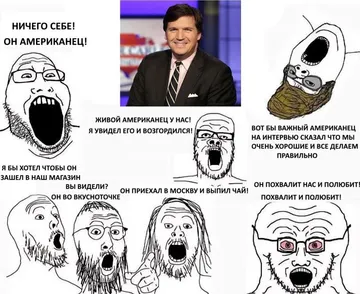 НИЧЕГО СЕБЕ!
ОН АМЕРИКАНЕЦ!
ЖИВОЙ АМЕРИКАНЕЦ У НАС!
Я УВИДЕЛ ЕГО И ВОЗГОРДИЛСЯ!
ВОТ БЫ ВАЖНЫЙ АМЕРИКАНЕЦ
НА ИНТЕРВЬЮ СКАЗАЛ ЧТО МЫ
ОЧЕНЬ ХОРОШИЕ И ВСЕ ДЕЛАЕМ
ПРАВИЛЬНО
Я БЫ ХОТЕЛ ЧТОБЫ ОН
ЗАШЕЛ В НАШ МАГАЗИН
ВЫ ВИДЕЛИ?
ОН ВО ВКУСНОТОЧКЕ
ОН ПРИЕХАЛ В МОСКВУ И ВЫПИЛ ЧАЙ!
ОН ПОХВАЛИТ НАС И ПОЛЮБИТ!
ПОХВАЛИТ И ПОЛЮБИТ!